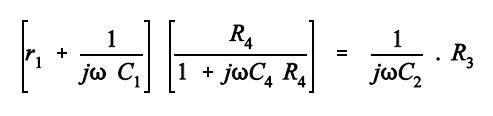 [r₁ + 1/(jω C₁)] [R₄/(1 + jωC₄ R₄)] = 1/(jωC₂) . R₃